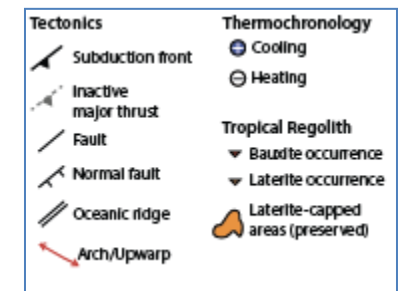 Tectonics
Subduction front
Inactive
major thrust
Fault
Normal fault
Oceanic ridge
Arch/Upwarp
Thermochronology
Cooling
Heating
Tropical Regolith
Bauxite occurrence
Laterite occurrence
Laterite-capped
areas (preserved)